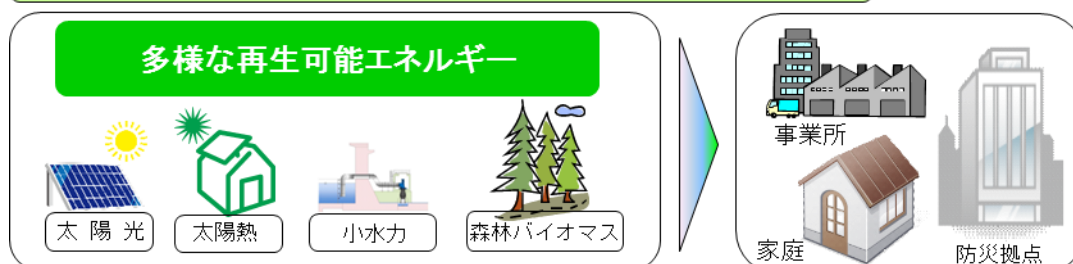 多様な再生可能エネルギー
太陽光
太陽熱
小水力
森林バイオマス
事業所
家庭
防災拠点